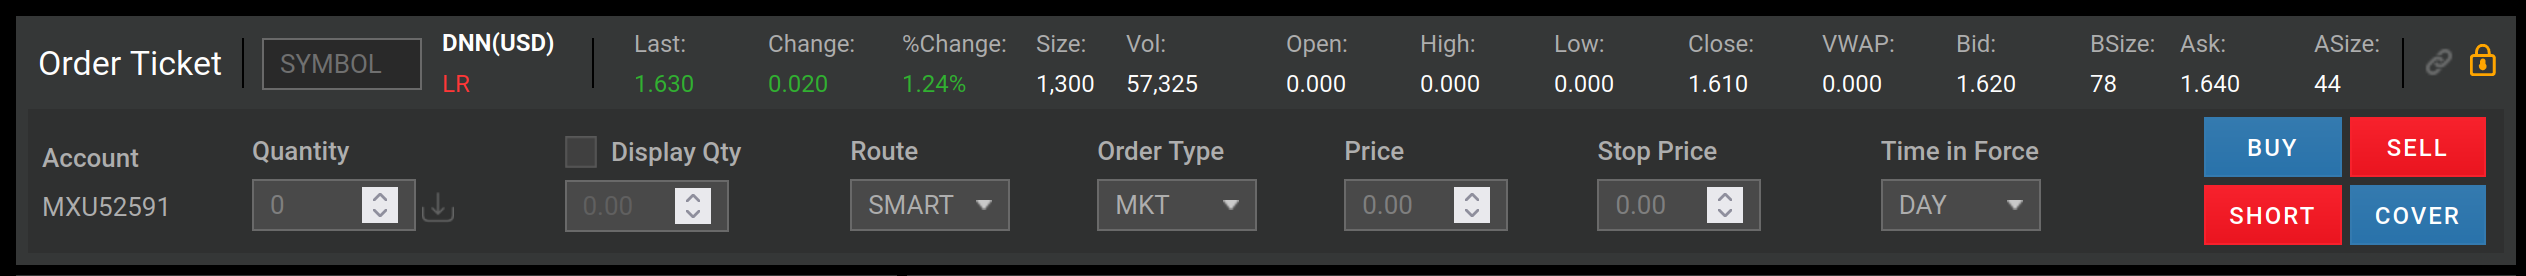 Order Ticket SYMBOL DNN(USD) Last: Change: %Change: Size: Vol: Open: High: Low: Close: VWAP: Bid: BSize: Ask: ASize:
LR 1.630 0.020 1.24% 1,300 57,325 0.000 0.000 0.000 1.610 0.000 1.620 78 1.640 44
Account Quantity Display Qty Route Order Type Price Stop Price Time in Force BUY SELL
MXU52591 0 0.00 SMART MKT 0.00 0.00 DAY SHORT COVER